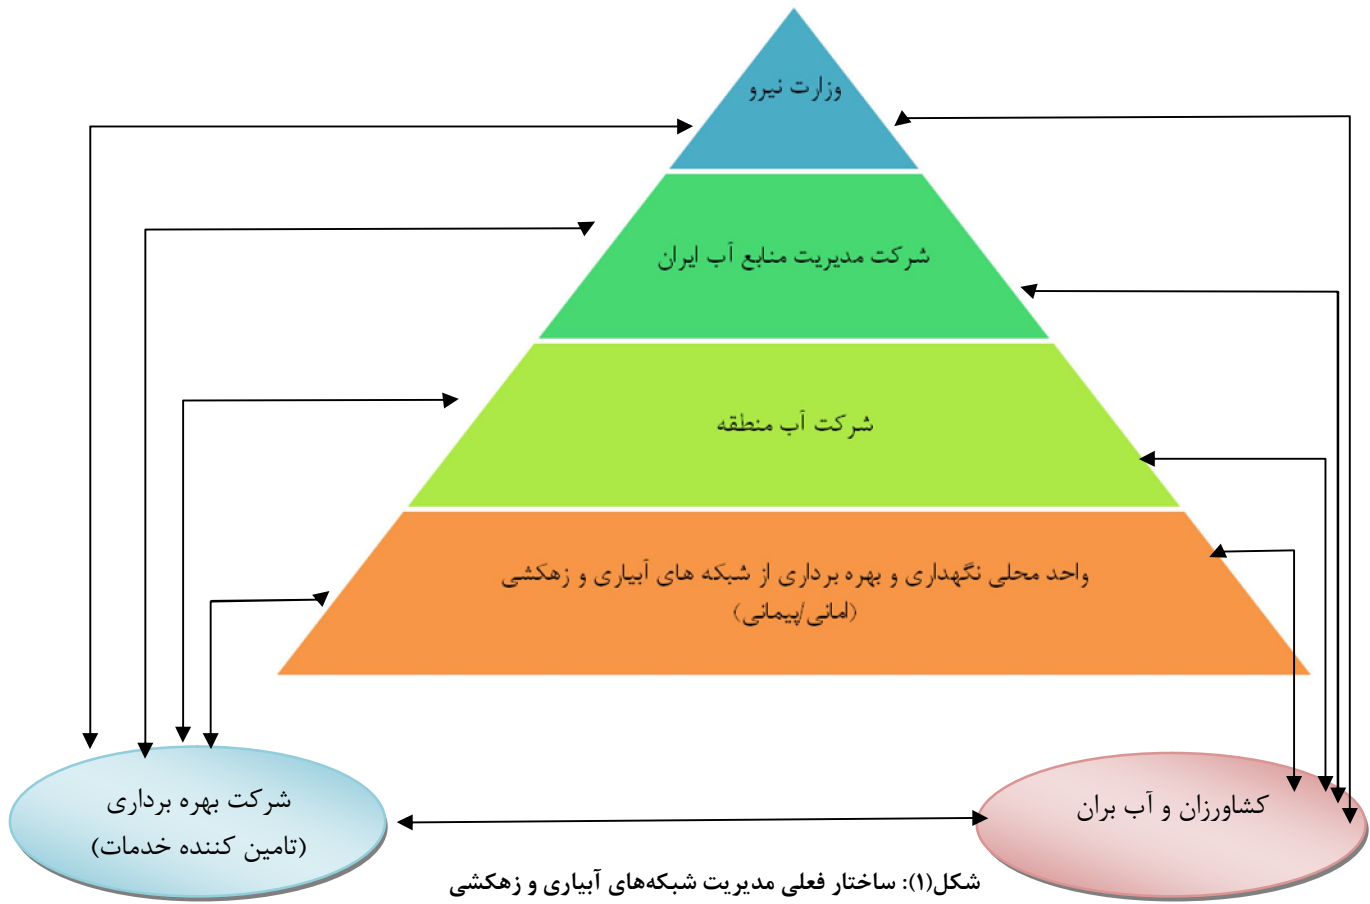 وزارت نیرو
شرکت مدیریت منابع آب ایران
شرکت آب منطقه
واحد محلی نگهداری و بهره برداری از شبکه های آبیاری و زهکشی
(امانی/پیمانی)
شرکت بهره برداری
(تامین کننده خدمات)
کشاورزان و آب بران
شکل(۱): ساختار فعلی مدیریت شبکه‌های آبیاری و زهکشی